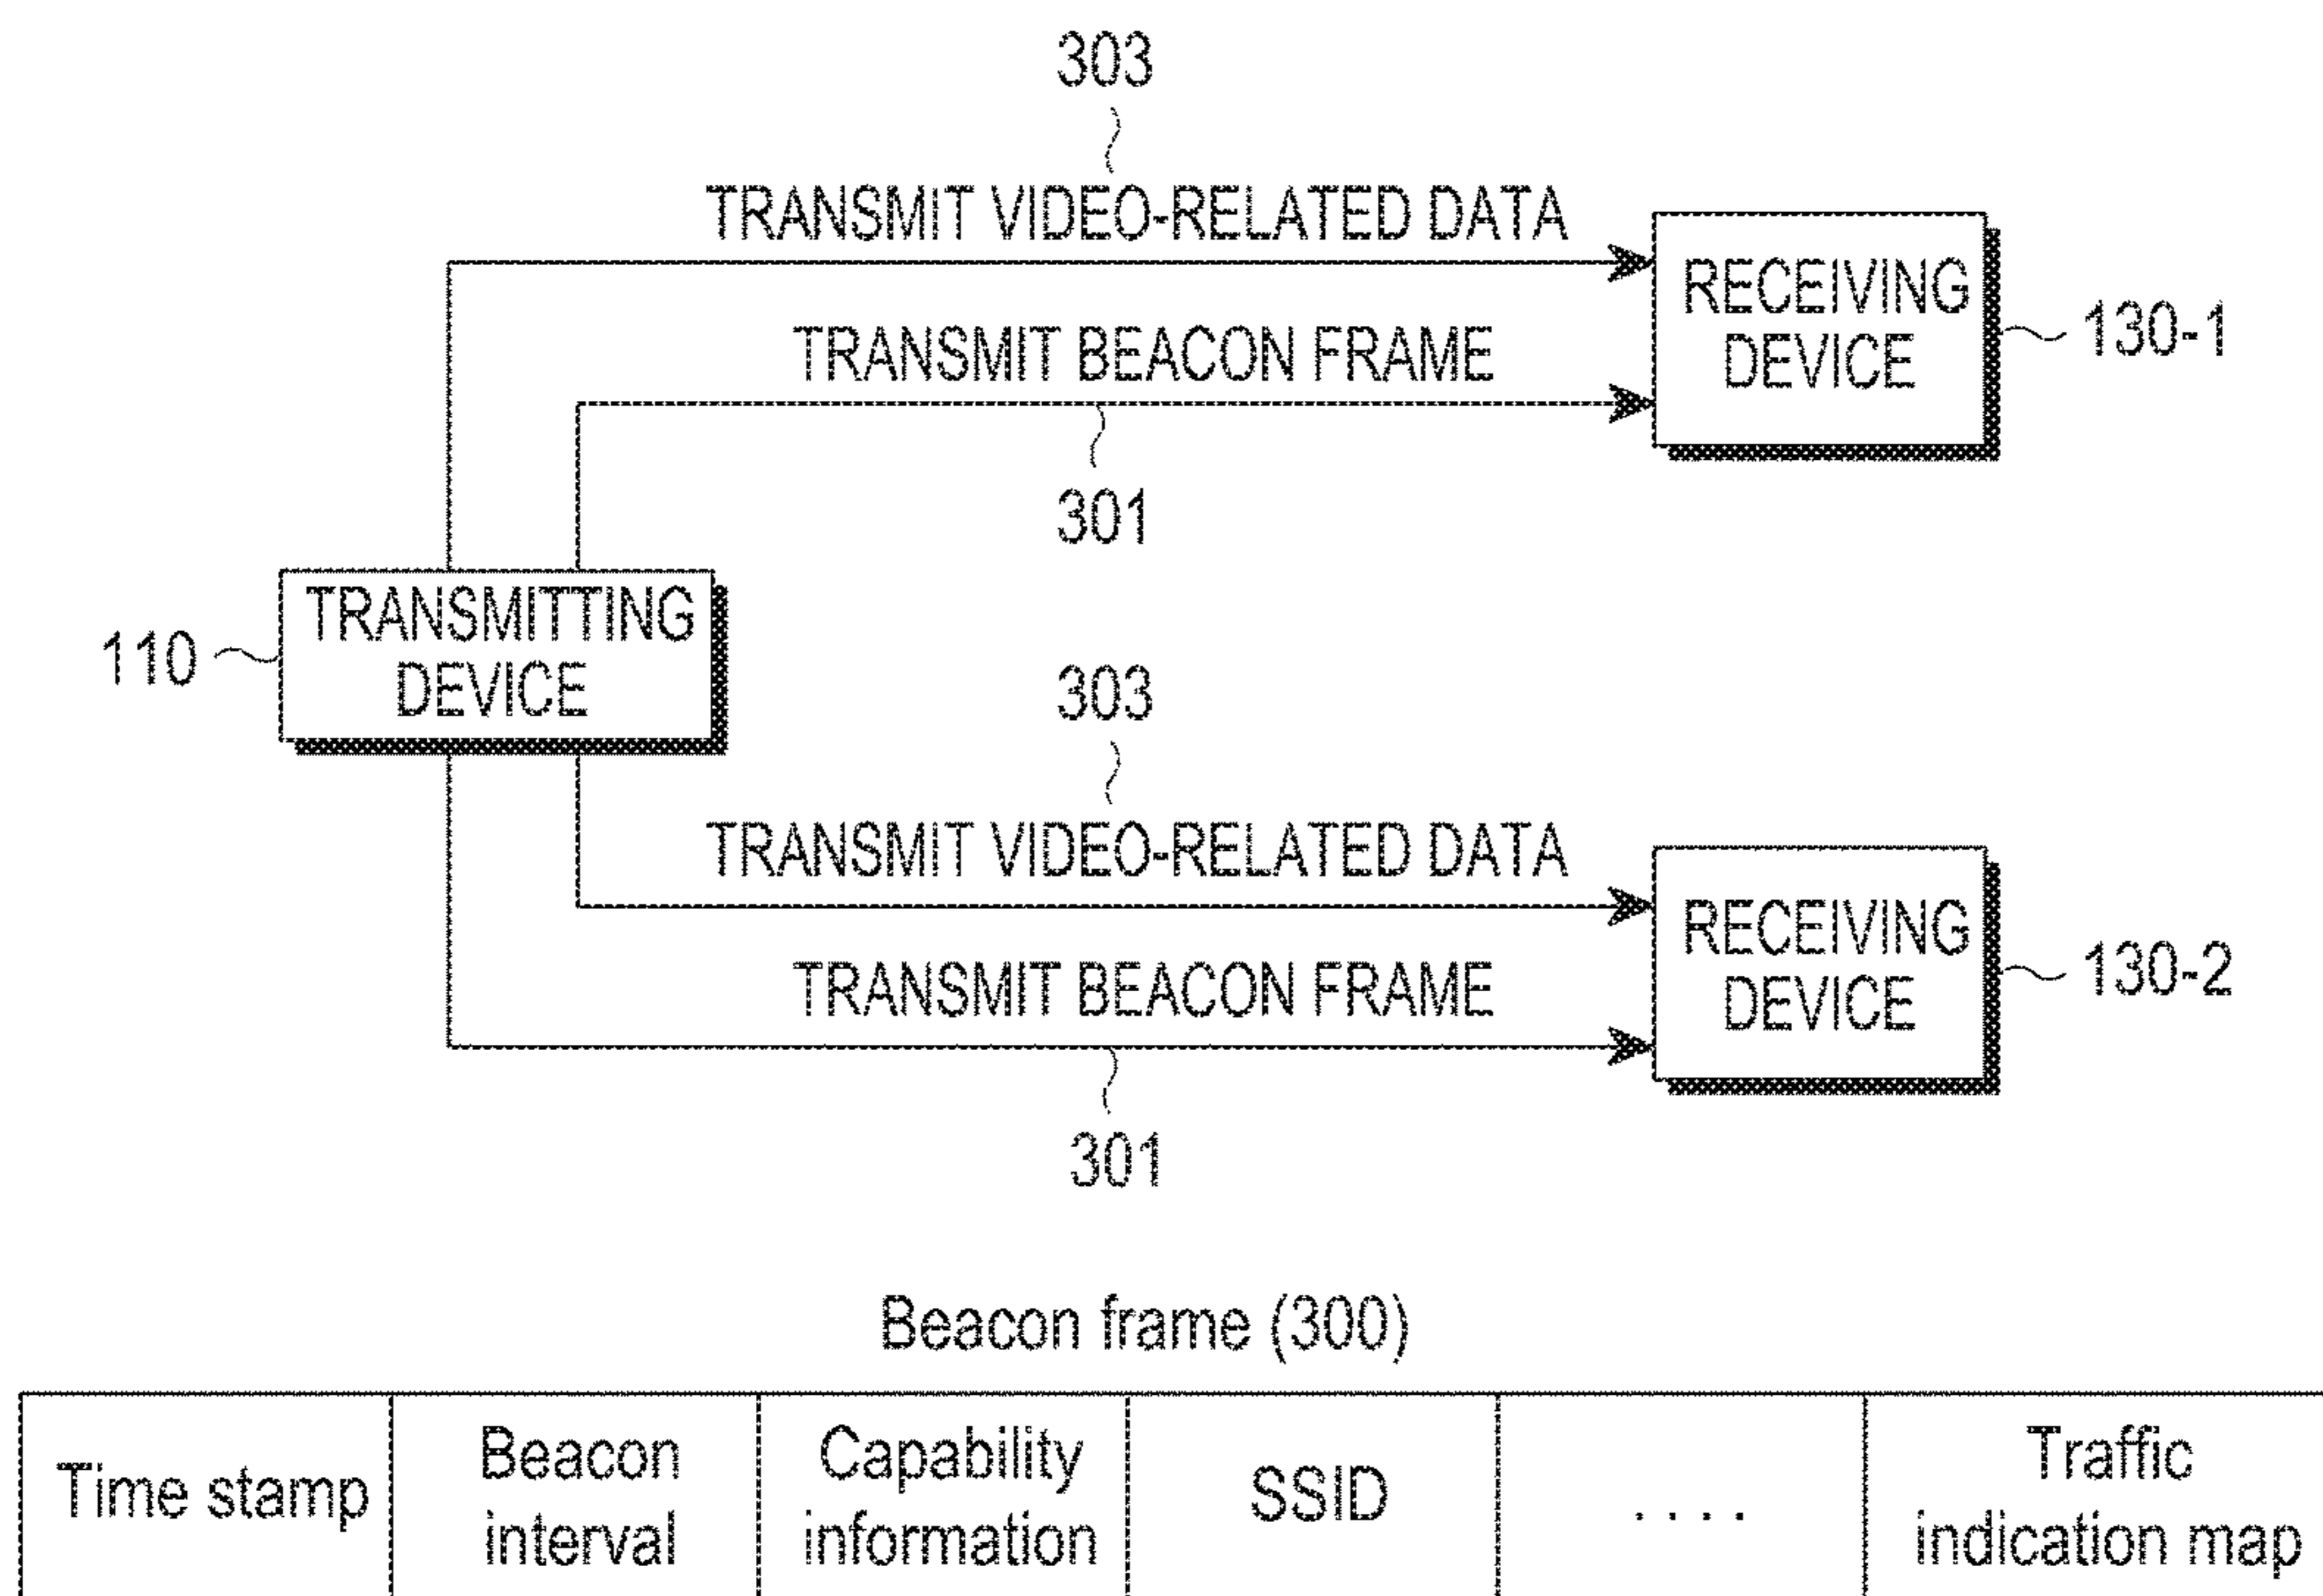 303
TRANSMIT VIDEO-RELATED DATA
RECEIVING
DEVICE
130-1
TRANSMIT BEACON FRAME
301
TRANSMITTING
DEVICE
110
303
TRANSMIT VIDEO-RELATED DATA
RECEIVING
DEVICE
130-2
TRANSMIT BEACON FRAME
301
Beacon frame (300)
Time stamp
Beacon
interval
Capability
information
SSID
. . . .
Traffic
indication map